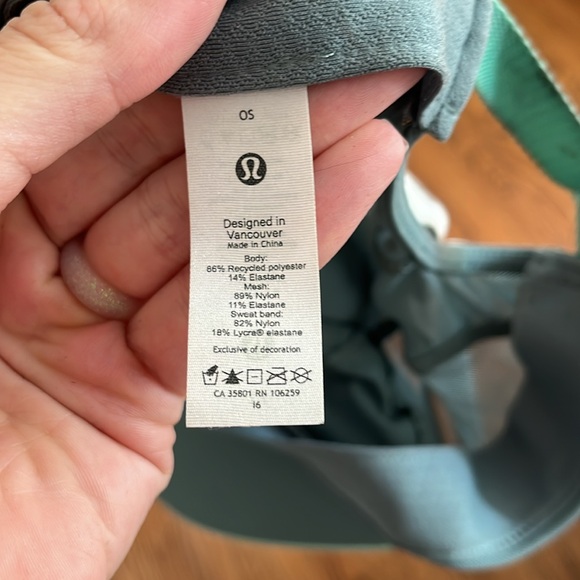 OS
Designed in
Vancouver
Made in China
Body:
86% Recycled polyester
14% Elastane
Mesh:
89% Nylon
11% Elastane
Sweat band:
82% Nylon
18% Lycra® elastane
Exclusive of decoration
CA 35801 RN 106259
16